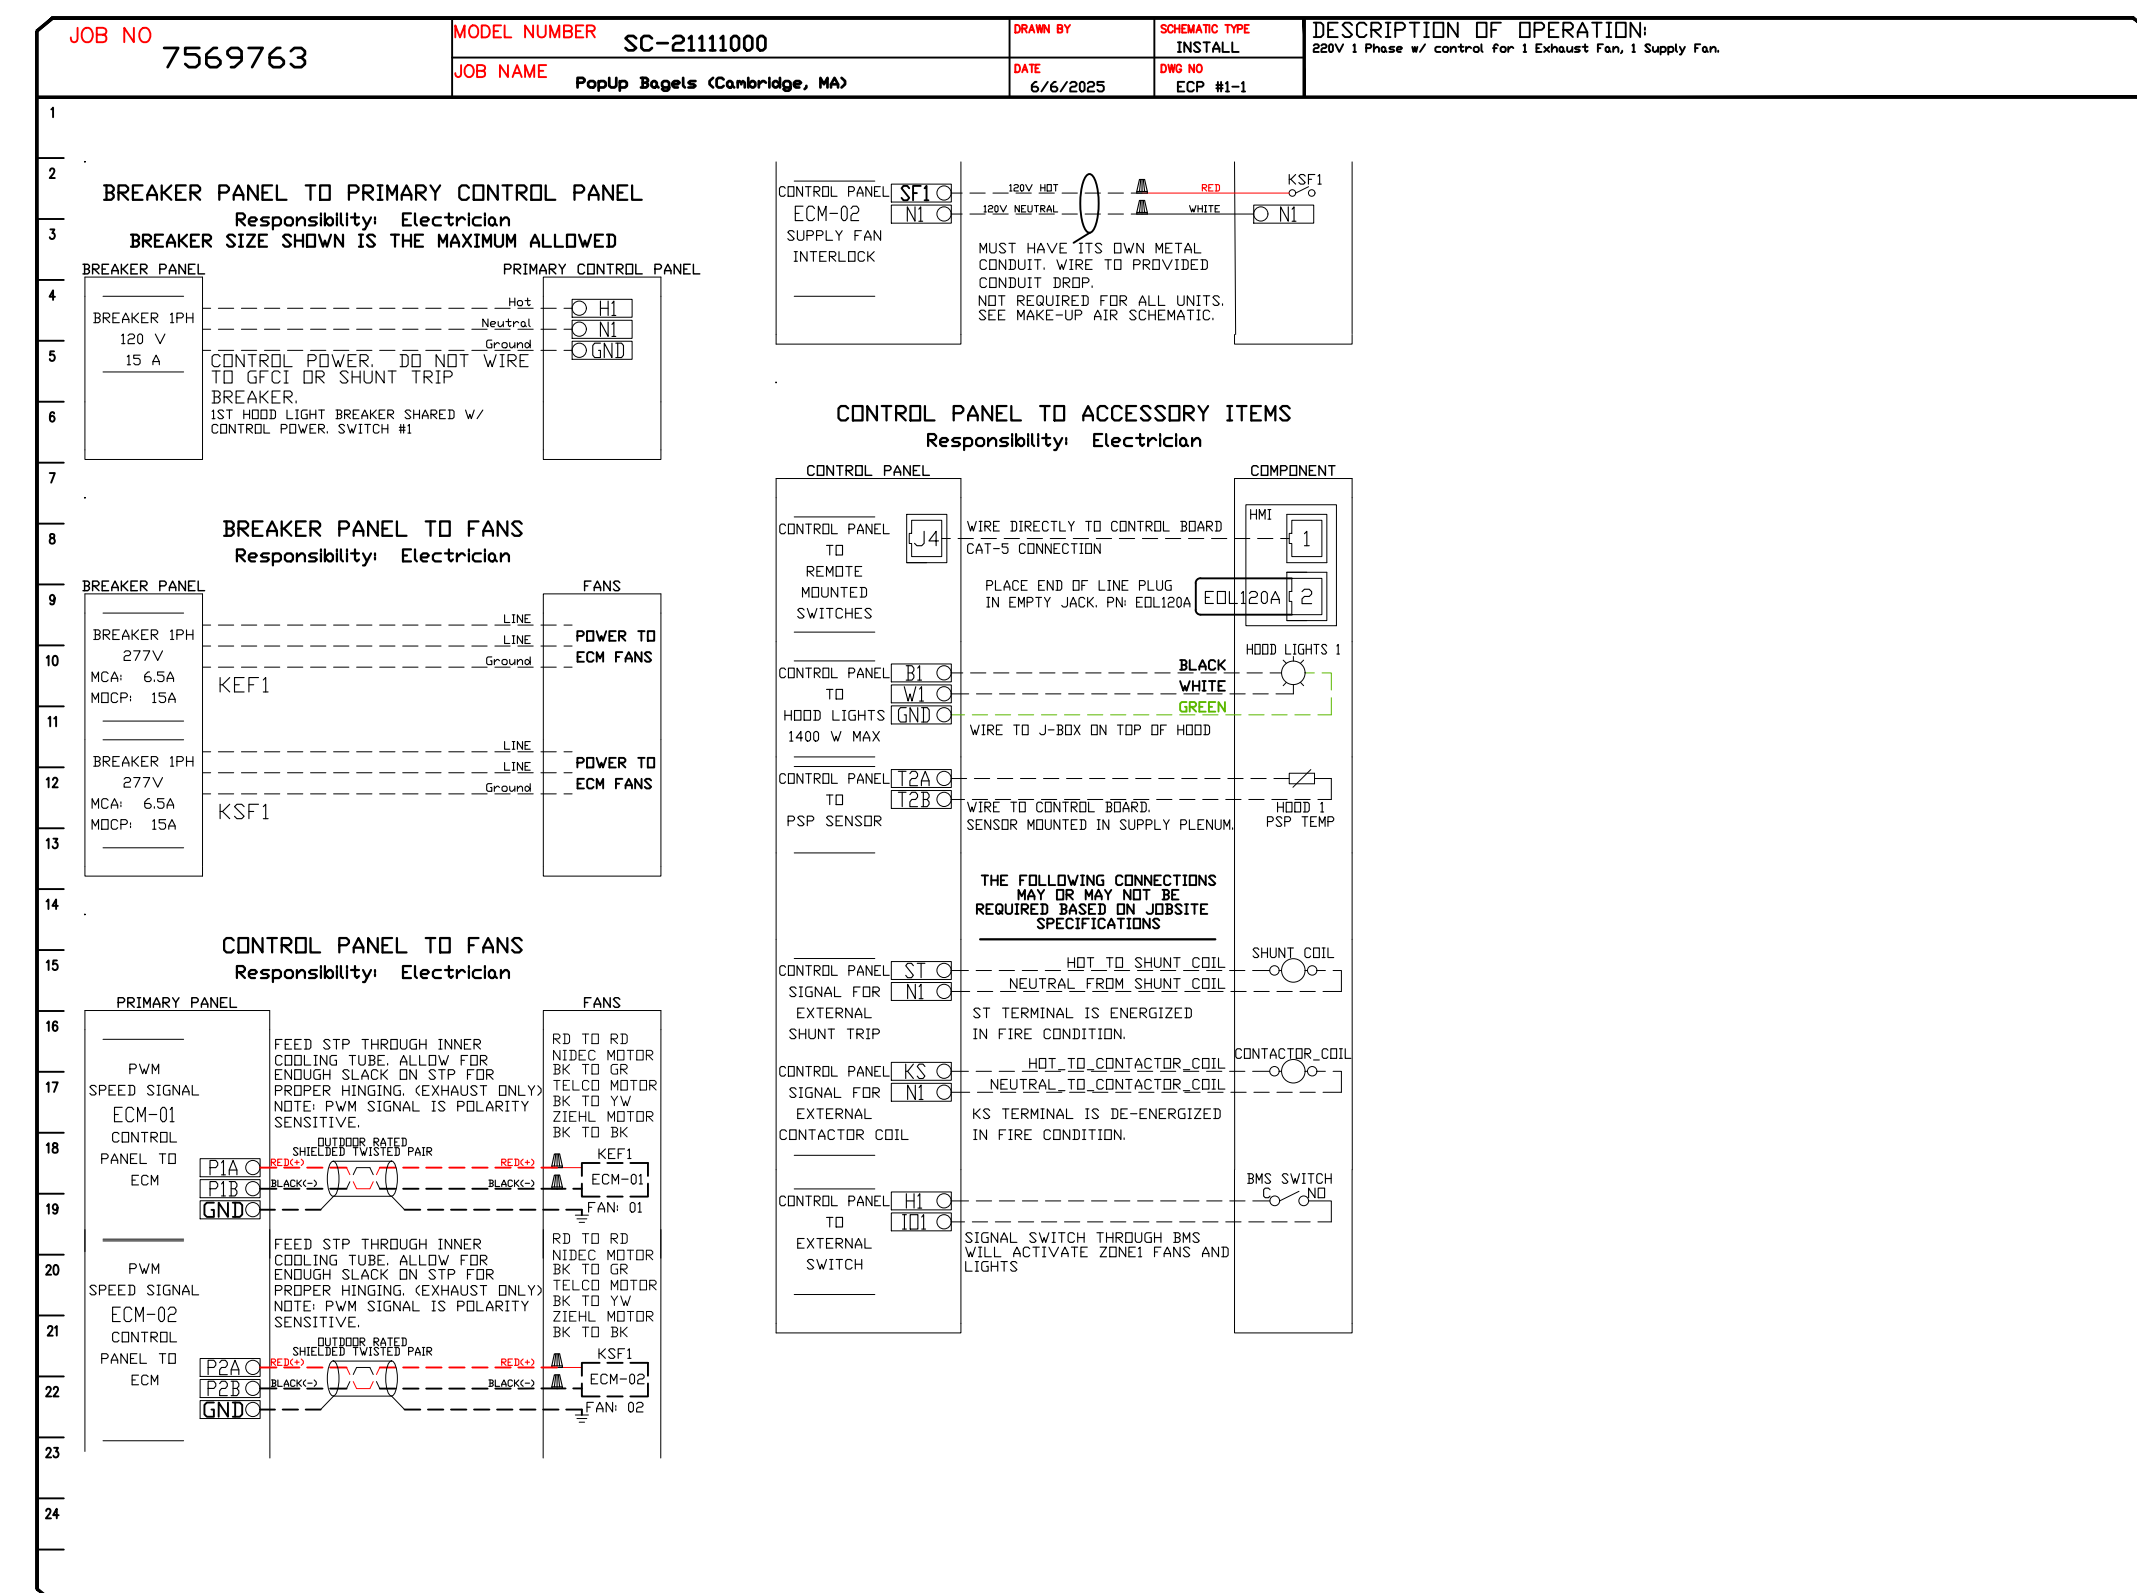 JOB NO
7569763
MODEL NUMBER
SC-21111000
JOB NAME
PopUp Bagels (Cambridge, MA)
DRAWN BY
DATE
6/6/2025
SCHEMATIC TYPE
INSTALL
DWG NO
ECP #1-1
DESCRIPTION OF OPERATION:
220V 1 Phase w/ control for 1 Exhaust Fan, 1 Supply Fan.
1
2
3
4
5
6
7
8
9
10
11
12
13
14
15
16
17
18
19
20
21
22
23
24
BREAKER PANEL TO PRIMARY CONTROL PANEL
Responsibility: Electrician
BREAKER SIZE SHOWN IS THE MAXIMUM ALLOWED
BREAKER PANEL
PRIMARY CONTROL PANEL
BREAKER 1PH
120 V
15 A
Hot
H1
Neutral
N1
Ground
GND
CONTROL POWER. DO NOT WIRE
TO GFCI OR SHUNT TRIP
BREAKER.
1ST HOOD LIGHT BREAKER SHARED W/
CONTROL POWER. SWITCH #1
BREAKER PANEL TO FANS
Responsibility: Electrician
BREAKER PANEL
FANS
BREAKER 1PH
277V
MCA: 6.5A
MOCP: 15A
LINE
LINE
Ground
KEF1
POWER TO
ECM FANS
BREAKER 1PH
277V
MCA: 6.5A
MOCP: 15A
LINE
LINE
Ground
KSF1
POWER TO
ECM FANS
CONTROL PANEL TO FANS
Responsibility: Electrician
PRIMARY PANEL
FANS
PWM
SPEED SIGNAL
ECM-01
CONTROL
PANEL TO
ECM
P1A
P1B
GND
FEED STP THROUGH INNER
COOLING TUBE. ALLOW FOR
ENOUGH SLACK ON STP FOR
PROPER HINGING. (EXHAUST ONLY)
NOTE: PWM SIGNAL IS POLARITY
SENSITIVE.
OUTDOOR RATED
SHIELDED TWISTED PAIR
RED(+)
RED(+)
BLACK(-)
BLACK(-)
RD TO RD
NIDEC MOTOR
BK TO GR
TELCO MOTOR
BK TO YW
ZIEHL MOTOR
BK TO BK
KEF1
ECM-01
FAN: 01
PWM
SPEED SIGNAL
ECM-02
CONTROL
PANEL TO
ECM
P2A
P2B
GND
FEED STP THROUGH INNER
COOLING TUBE. ALLOW FOR
ENOUGH SLACK ON STP FOR
PROPER HINGING. (EXHAUST ONLY)
NOTE: PWM SIGNAL IS POLARITY
SENSITIVE.
OUTDOOR RATED
SHIELDED TWISTED PAIR
RED(+)
RED(+)
BLACK(-)
BLACK(-)
RD TO RD
NIDEC MOTOR
BK TO GR
TELCO MOTOR
BK TO YW
ZIEHL MOTOR
BK TO BK
KSF1
ECM-02
FAN: 02
CONTROL PANEL
ECM-02
SUPPLY FAN
INTERLOCK
SF1
N1
120V HOT
120V NEUTRAL
RED
WHITE
KSF1
N1
MUST HAVE ITS OWN METAL
CONDUIT. WIRE TO PROVIDED
CONDUIT DROP.
NOT REQUIRED FOR ALL UNITS.
SEE MAKE-UP AIR SCHEMATIC.
CONTROL PANEL TO ACCESSORY ITEMS
Responsibility: Electrician
CONTROL PANEL
COMPONENT
CONTROL PANEL
TO
REMOTE
MOUNTED
SWITCHES
J4
WIRE DIRECTLY TO CONTROL BOARD
CAT-5 CONNECTION
PLACE END OF LINE PLUG
IN EMPTY JACK. PN: EOL120A
HMI
1
EOL120A
2
CONTROL PANEL
TO
HOOD LIGHTS
1400 W MAX
B1
W1
GND
BLACK
WHITE
GREEN
WIRE TO J-BOX ON TOP OF HOOD
HOOD LIGHTS 1
CONTROL PANEL
TO
PSP SENSOR
T2A
T2B
WIRE TO CONTROL BOARD.
SENSOR MOUNTED IN SUPPLY PLENUM.
HOOD 1
PSP TEMP
THE FOLLOWING CONNECTIONS
MAY OR MAY NOT BE
REQUIRED BASED ON JOBSITE
SPECIFICATIONS
CONTROL PANEL
SIGNAL FOR
EXTERNAL
SHUNT TRIP
ST
N1
HOT TO SHUNT COIL
NEUTRAL FROM SHUNT COIL
ST TERMINAL IS ENERGIZED
IN FIRE CONDITION.
SHUNT COIL
CONTROL PANEL
SIGNAL FOR
EXTERNAL
CONTACTOR COIL
KS
N1
HOT TO CONTACTOR COIL
NEUTRAL TO CONTACTOR COIL
KS TERMINAL IS DE-ENERGIZED
IN FIRE CONDITION.
CONTACTOR COIL
CONTROL PANEL
TO
EXTERNAL
SWITCH
H1
IO1
SIGNAL SWITCH THROUGH BMS
WILL ACTIVATE ZONE1 FANS AND
LIGHTS
BMS SWITCH
C
NO